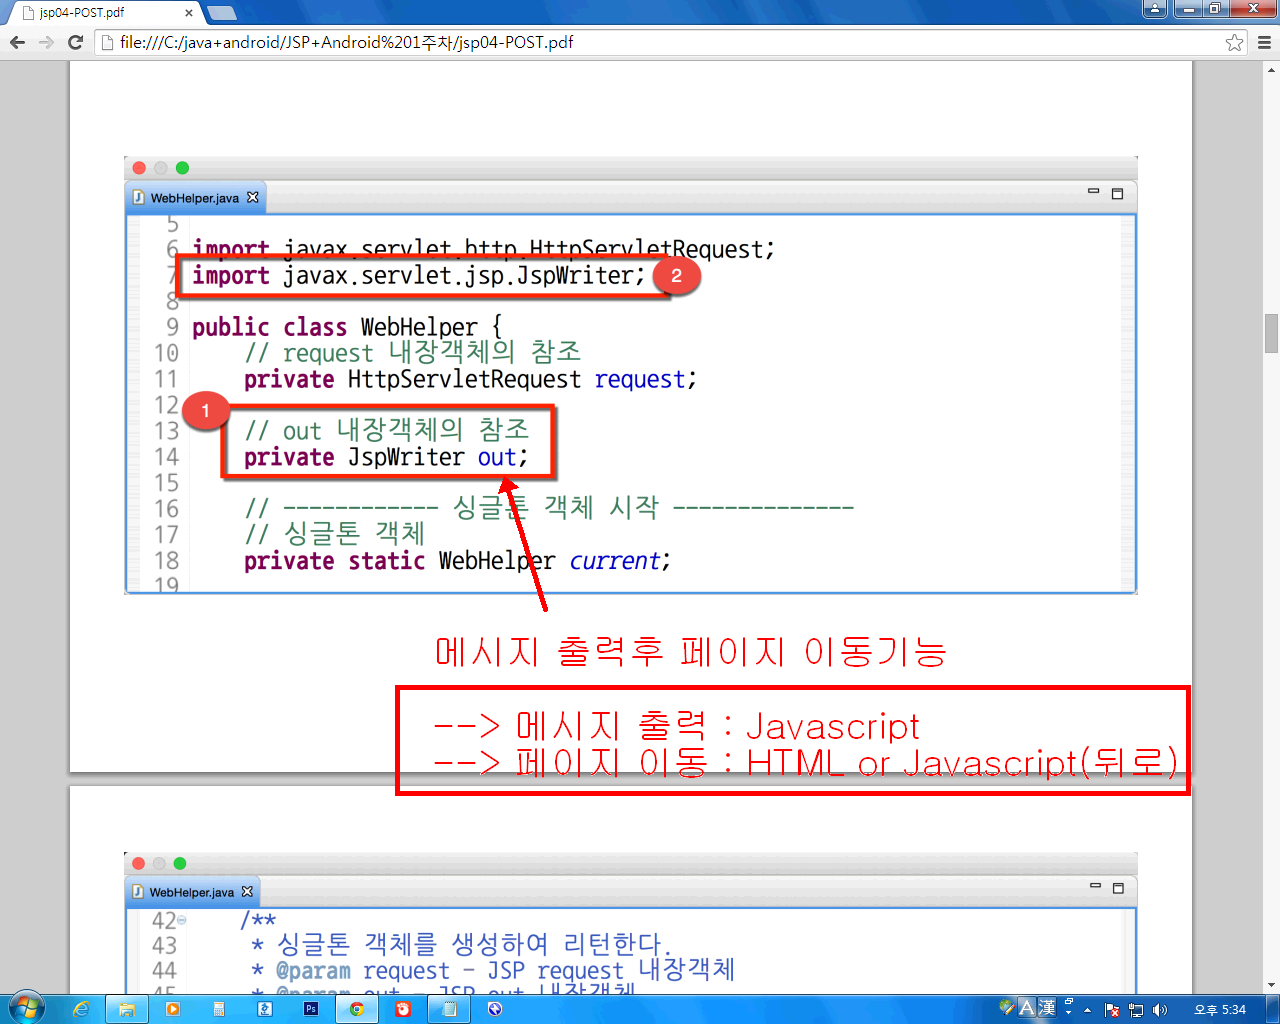 jsp04-POST.pdf
file:///C:/java+android/JSP+Android%201주차/jsp04-POST.pdf
WebHelper.java
5
6 import javax.servlet.http.HttpServletRequest;
7 import javax.servlet.jsp.JspWriter;
2
8
9 public class WebHelper {
10 // request 내장객체의 참조
11 private HttpServletRequest request;
12
1
13 // out 내장객체의 참조
14 private JspWriter out;
15
16 // ------------ 싱글톤 객체 시작 --------------
17 // 싱글톤 객체
18 private static WebHelper current;
19
메시지 출력후 페이지 이동기능
--> 메시지 출력 : Javascript
--> 페이지 이동 : HTML or Javascript(뒤로)
WebHelper.java
42 /**
43 * 싱글톤 객체를 생성하여 리턴한다.
44 * @param request - JSP request 내장객체
45 * @param out - JSP out 내장객체
A 漢
오후 5:34